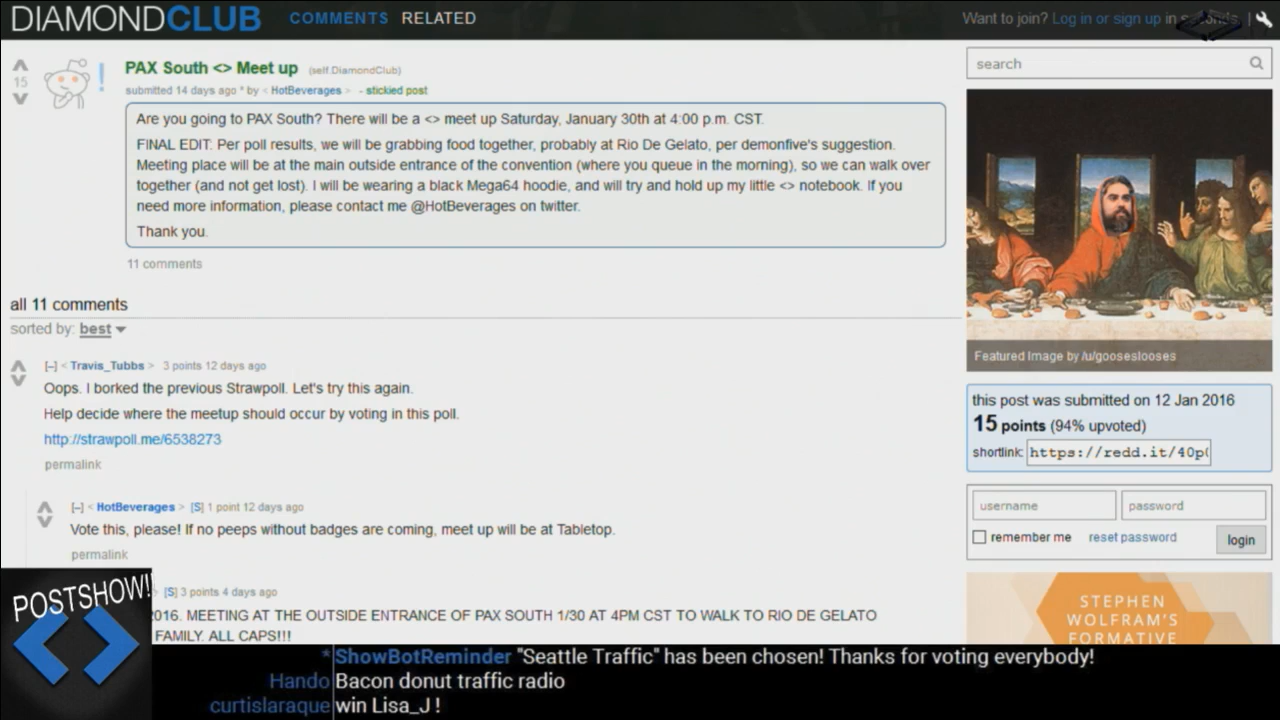 DIAMONDCLUB COMMENTS RELATED
Want to join? Log in or sign up in seconds. |
PAX South <> Meet up (self.DiamondClub)
15
submitted 14 days ago * by < HotBeverages > - stickied post
Are you going to PAX South? There will be a <> meet up Saturday, January 30th at 4:00 p.m. CST.
FINAL EDIT: Per poll results, we will be grabbing food together, probably at Rio De Gelato, per demonfive's suggestion.
Meeting place will be at the main outside entrance of the convention (where you queue in the morning), so we can walk over
together (and not get lost). I will be wearing a black Mega64 hoodie, and will try and hold up my little <> notebook. If you
need more information, please contact me @HotBeverages on twitter.
Thank you.
11 comments
all 11 comments
sorted by: best
[–] < Travis_Tubbs > 3 points 12 days ago
Oops. I borked the previous Strawpoll. Let's try this again.
Help decide where the meetup should occur by voting in this poll.
http://strawpoll.me/6538273
permalink
[–] < HotBeverages > [S] 1 point 12 days ago
Vote this, please! If no peeps without badges are coming, meet up will be at Tabletop.
permalink
> [S] 3 points 4 days ago
2016. MEETING AT THE OUTSIDE ENTRANCE OF PAX SOUTH 1/30 AT 4PM CST TO WALK TO RIO DE GELATO
FAMILY. ALL CAPS!!!
search
Featured Image by /u/gooseslooses
this post was submitted on 12 Jan 2016
15 points (94% upvoted)
shortlink: https://redd.it/40p
username password
remember me reset password login
STEPHEN
WOLFRAM'S
FORMATIVE
POSTSHOW!!
<>
* ShowBotReminder "Seattle Traffic" has been chosen! Thanks for voting everybody!
Hando Bacon donut traffic radio
curtislaraque win Lisa_J !